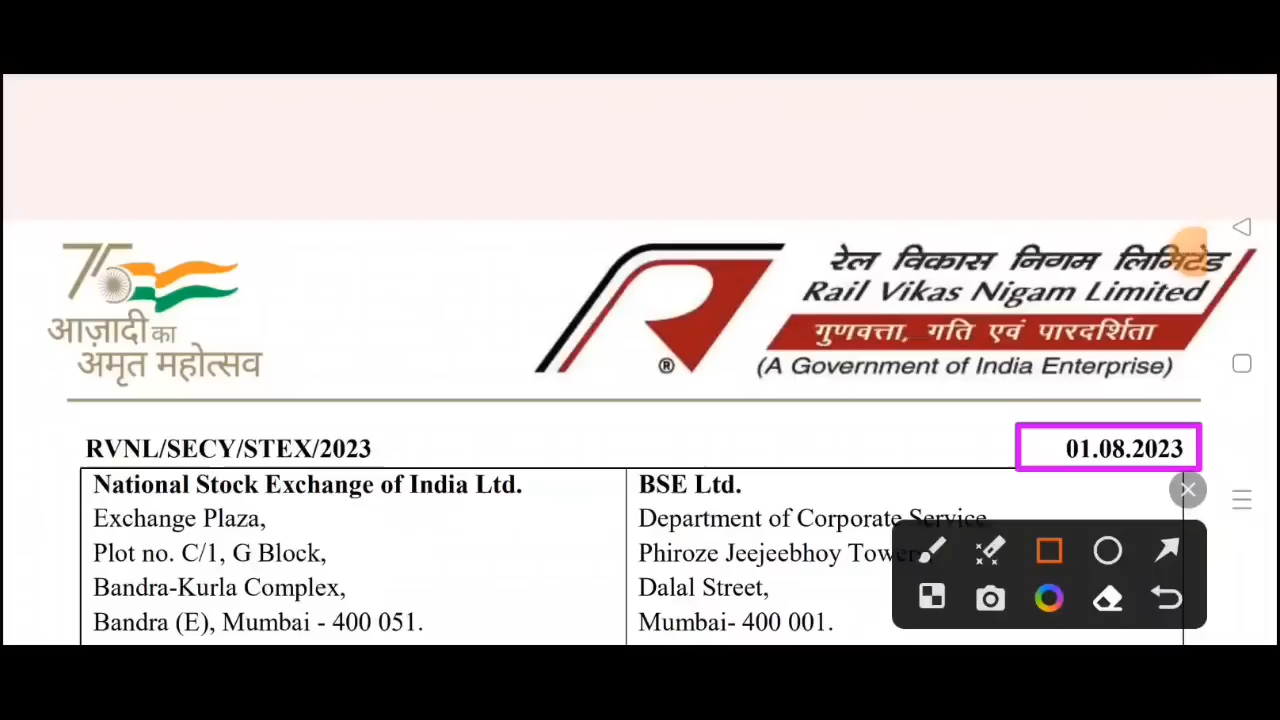 75
आज़ादी का
अमृत महोत्सव
रेल विकास निगम लिमिटेड
Rail Vikas Nigam Limited
गुणवत्ता, गति एवं पारदर्शिता
®
(A Government of India Enterprise)
RVNL/SECY/STEX/2023
01.08.2023
National Stock Exchange of India Ltd.
Exchange Plaza,
Plot no. C/1, G Block,
Bandra-Kurla Complex,
Bandra (E), Mumbai - 400 051.
BSE Ltd.
Department of Corporate Service
Phiroze Jeejeebhoy Towers,
Dalal Street,
Mumbai- 400 001.